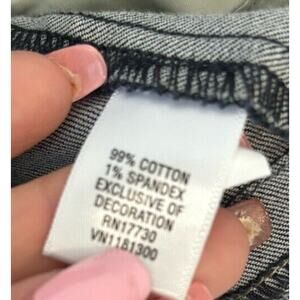 99% COTTON
1% SPANDEX
EXCLUSIVE OF
DECORATION
RN17730
VN1181300